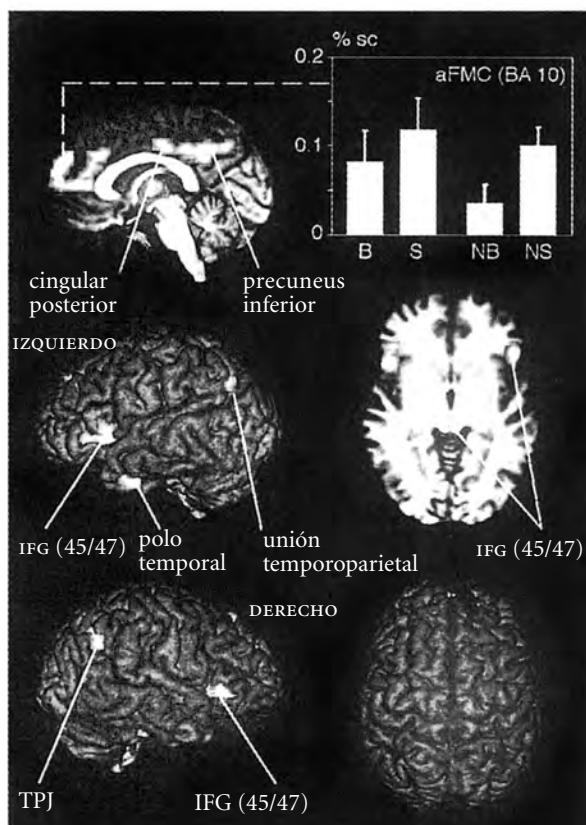 % sc
0.2
aFMC (BA 10)
0.1
0
B S NB NS
cingular
posterior
precuneus
inferior
IZQUIERDO
IFG (45/47)
polo
temporal
unión
temporoparietal
IFG (45/47)
DERECHO
TPJ
IFG (45/47)